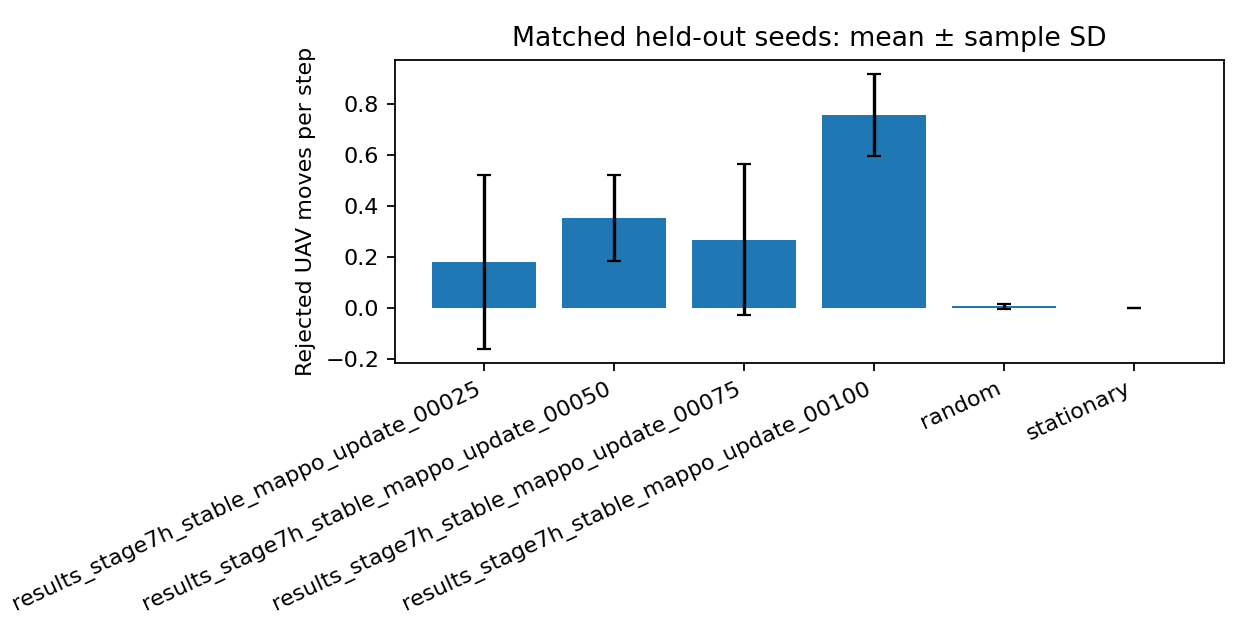 Matched held-out seeds: mean ± sample SD
Rejected UAV moves per step
0.8
0.6
0.4
0.2
0.0
−0.2
results_stage7h_stable_mappo_update_00025
results_stage7h_stable_mappo_update_00050
results_stage7h_stable_mappo_update_00075
results_stage7h_stable_mappo_update_00100
random
stationary